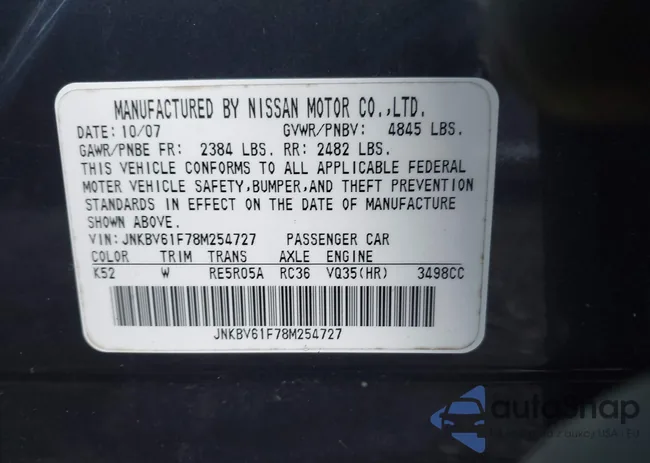 MANUFACTURED BY NISSAN MOTOR CO.,LTD.
DATE: 10/07 GVWR/PNBV: 4845 LBS.
GAWR/PNBE FR: 2384 LBS. RR: 2482 LBS.
THIS VEHICLE CONFORMS TO ALL APPLICABLE FEDERAL
MOTOR VEHICLE SAFETY,BUMPER,AND THEFT PREVENTION
STANDARDS IN EFFECT ON THE DATE OF MANUFACTURE
SHOWN ABOVE.
VIN: JNKBV61F78M254727 PASSENGER CAR
COLOR TRIM TRANS AXLE ENGINE
K52 W RE5R05A RC36 VQ35(HR) 3498CC
JNKBV61F78M254727
autosnap